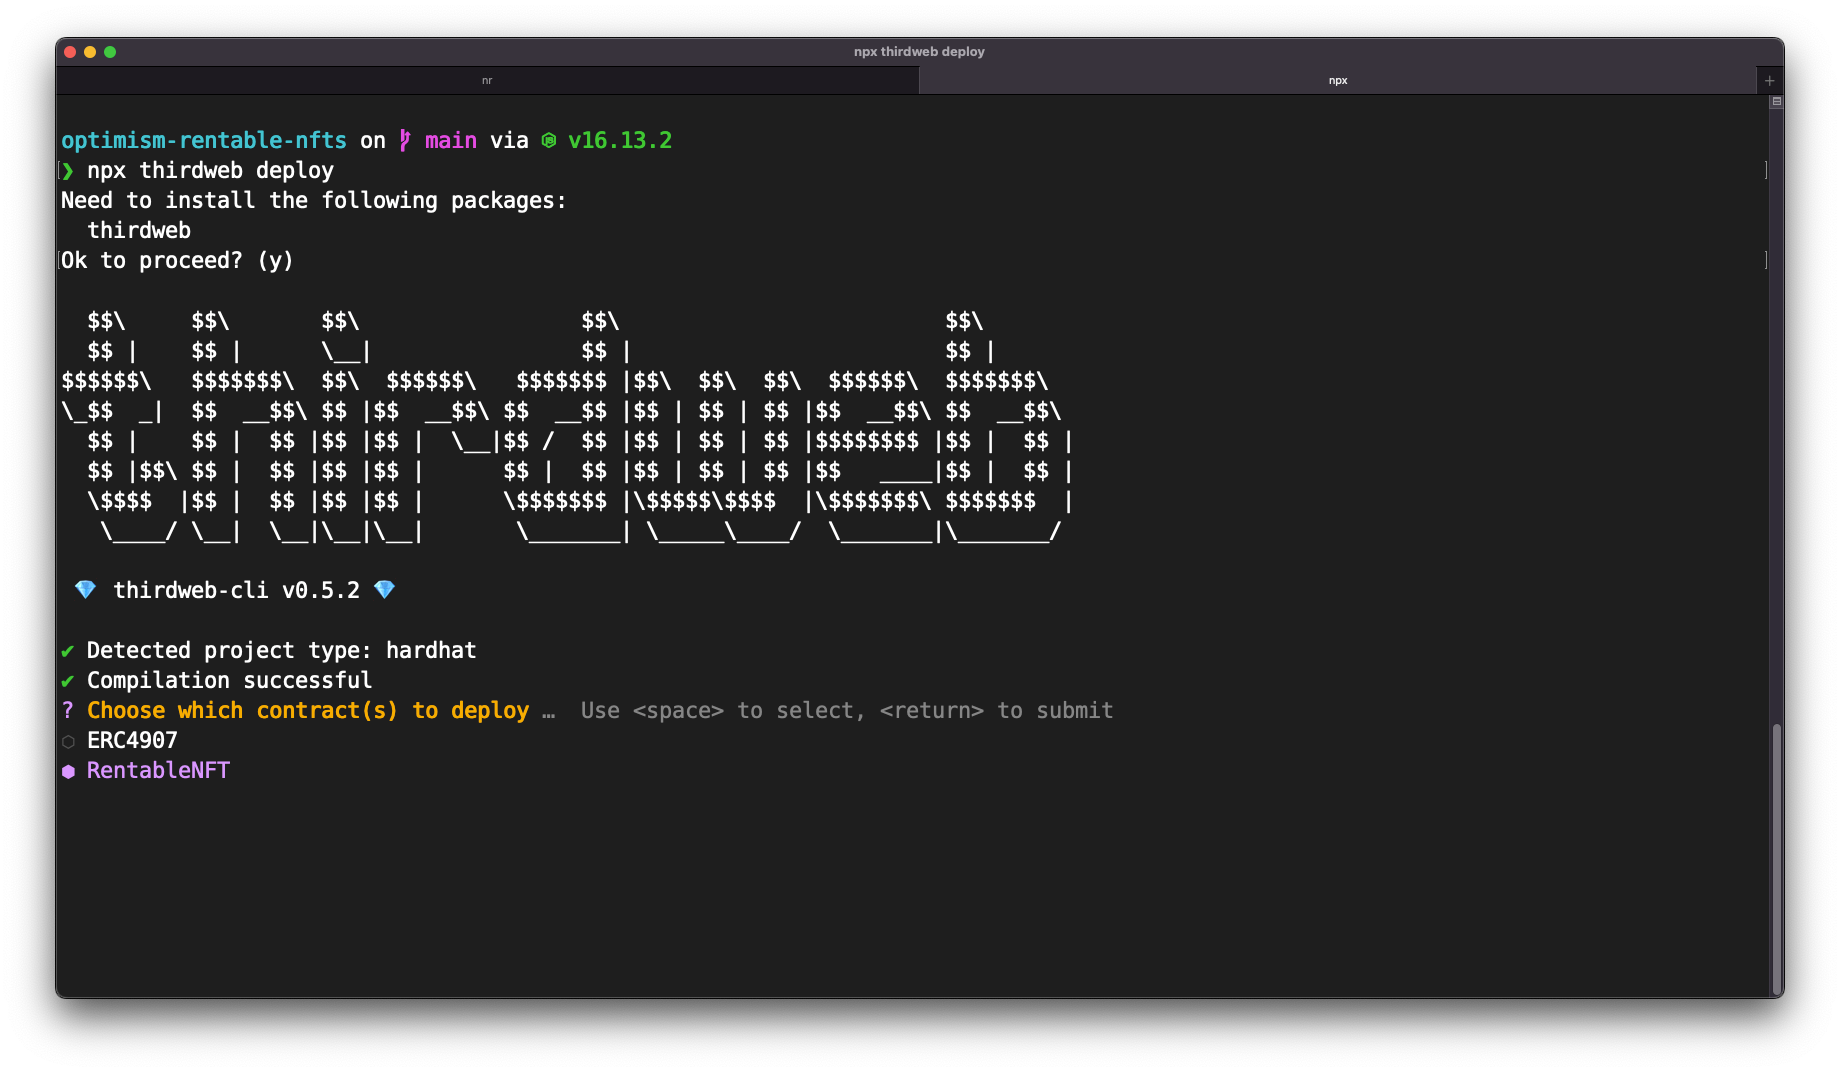 npx thirdweb deploy
nr
npx
+
optimism-rentable-nfts on main via v16.13.2
❯ npx thirdweb deploy
Need to install the following packages:
  thirdweb
Ok to proceed? (y)
  $$\     $$\       $$\                 $$\                         $$\
  $$ |    $$ |      \__|                $$ |                        $$ |
$$$$$$\   $$$$$$$\  $$\  $$$$$$\   $$$$$$$ |$$\  $$\  $$\  $$$$$$\  $$$$$$$\
\_$$  _|  $$  __$$\ $$ |$$  __$$\ $$  __$$ |$$ | $$ | $$ |$$  __$$\ $$  __$$\
  $$ |    $$ |  $$ |$$ |$$ |  \__|$$ /  $$ |$$ | $$ | $$ |$$$$$$$$ |$$ |  $$ |
  $$ |$$\ $$ |  $$ |$$ |$$ |      $$ |  $$ |$$ | $$ | $$ |$$   ____|$$ |  $$ |
  \$$$$  |$$ |  $$ |$$ |$$ |      \$$$$$$$ |\$$$$$\$$$$  |\$$$$$$$\ $$$$$$$  |
   \____/ \__|  \__|\__|\__|       \_______| \_____\____/  \_______|\_______/
💎 thirdweb-cli v0.5.2 💎
✔ Detected project type: hardhat
✔ Compilation successful
? Choose which contract(s) to deploy … Use <space> to select, <return> to submit
⬡ ERC4907
⬢ RentableNFT